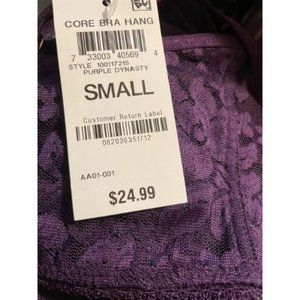 CORE BRA HANG
7 33003 40569 4
STYLE 100117215
PURPLE DYNASTY
SMALL
Customer Return Label
082036351712
AA01-001
$24.99